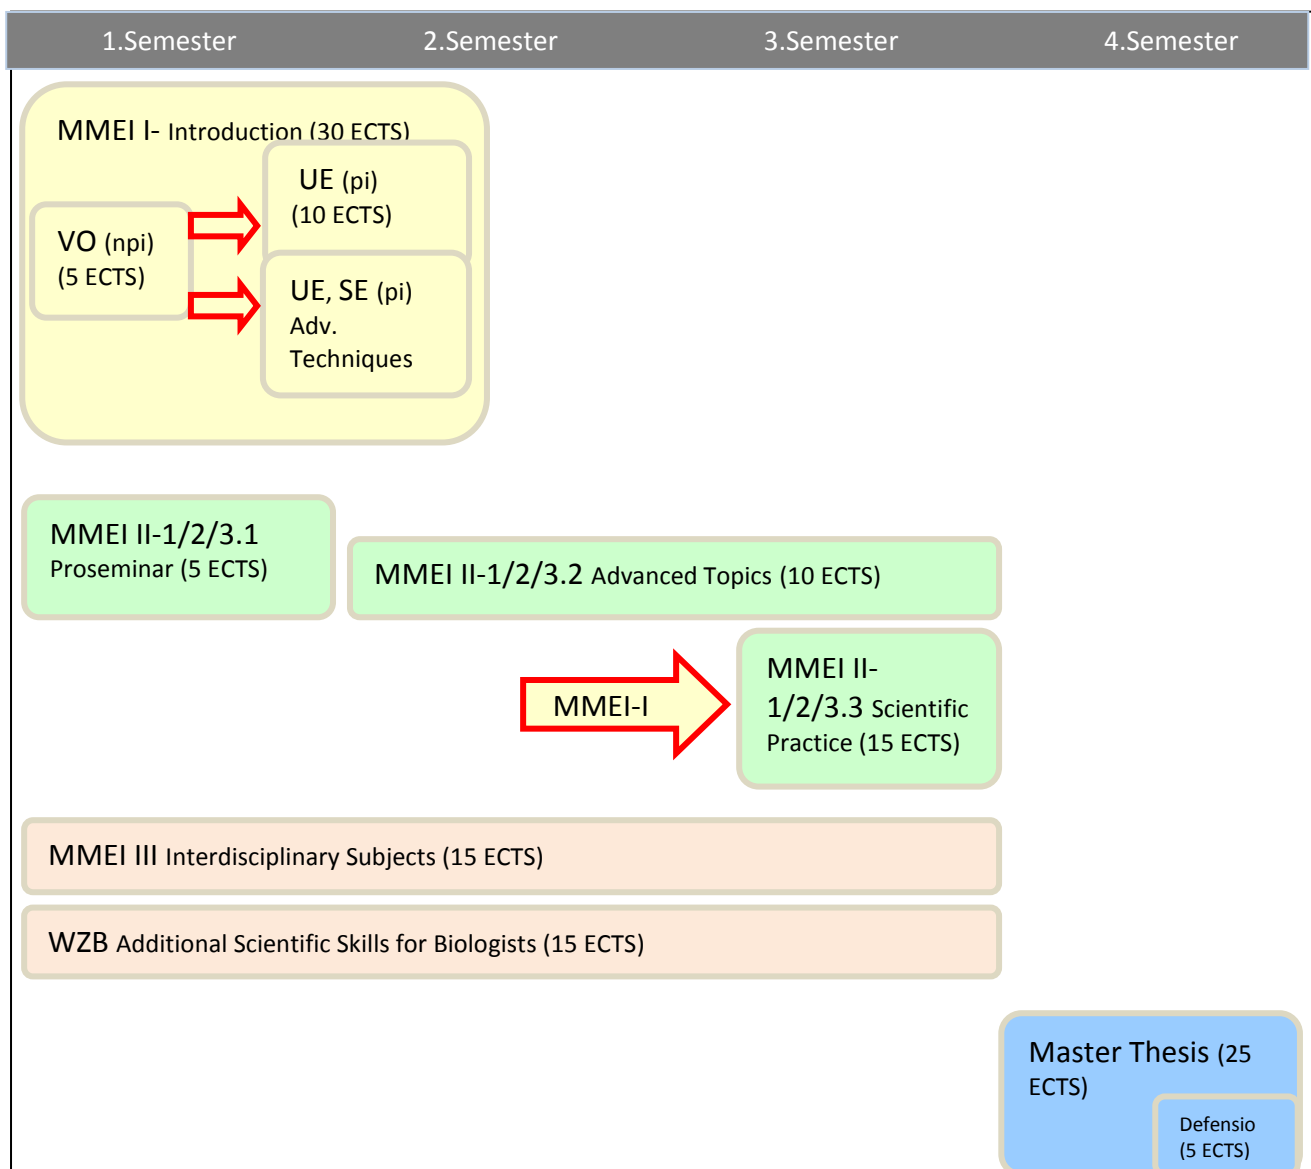 1.Semester 2.Semester 3.Semester 4.Semester
MMEI I- Introduction (30 ECTS)
UE (pi)
(10 ECTS)
VO (npi)
(5 ECTS)
UE, SE (pi)
Adv.
Techniques
MMEI II-1/2/3.1
Proseminar (5 ECTS)
MMEI II-1/2/3.2 Advanced Topics (10 ECTS)
MMEI-I
MMEI II-
1/2/3.3 Scientific
Practice (15 ECTS)
MMEI III Interdisciplinary Subjects (15 ECTS)
WZB Additional Scientific Skills for Biologists (15 ECTS)
Master Thesis (25
ECTS)
Defensio
(5 ECTS)